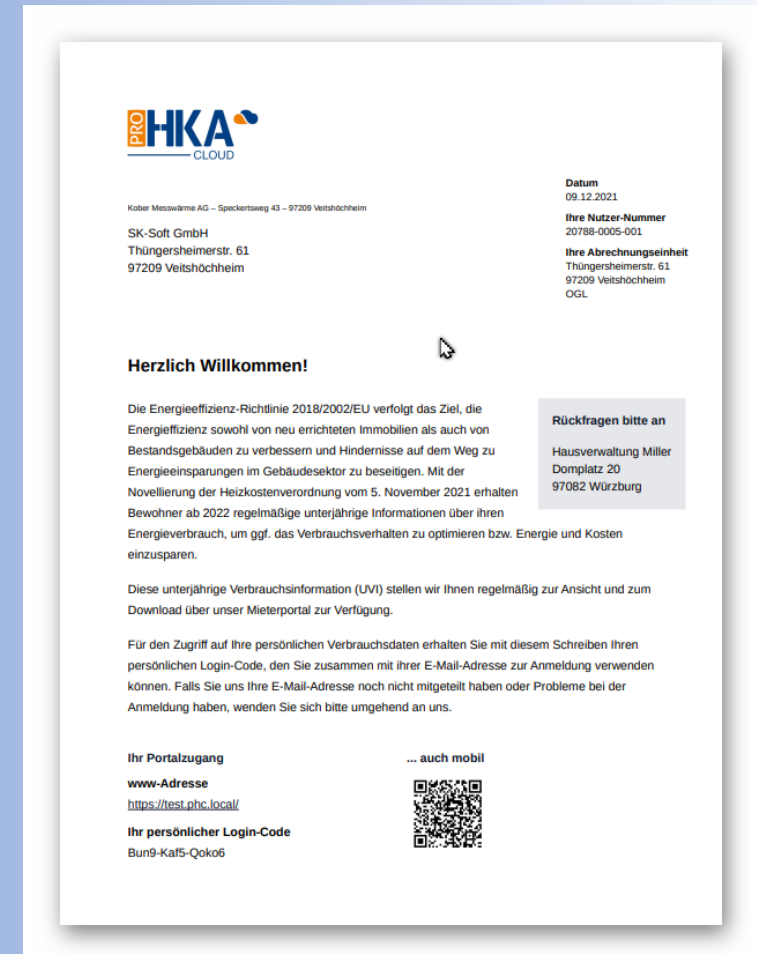 PRO HKA
CLOUD
Kober Messwärme AG – Speckertsweg 43 – 97209 Veitshöchheim
SK-Soft GmbH
Thüngersheimerstr. 61
97209 Veitshöchheim
Datum
09.12.2021
Ihre Nutzer-Nummer
20788-0005-001
Ihre Abrechnungseinheit
Thüngersheimerstr. 61
97209 Veitshöchheim
OGL
Herzlich Willkommen!
Die Energieeffizienz-Richtlinie 2018/2002/EU verfolgt das Ziel, die
Energieffizienz sowohl von neu errichteten Immobilien als auch von
Bestandsgebäuden zu verbessern und Hindernisse auf dem Weg zu
Energieeinsparungen im Gebäudesektor zu beseitigen. Mit der
Novellierung der Heizkostenverordnung vom 5. November 2021 erhalten
Bewohner ab 2022 regelmäßige unterjährige Informationen über ihren
Energieverbrauch, um ggf. das Verbrauchsverhalten zu optimieren bzw. Energie und Kosten
einzusparen.
Rückfragen bitte an
Hausverwaltung Miller
Domplatz 20
97082 Würzburg
Diese unterjährige Verbrauchsinformation (UVI) stellen wir Ihnen regelmäßig zur Ansicht und zum
Download über unser Mieterportal zur Verfügung.
Für den Zugriff auf Ihre persönlichen Verbrauchsdaten erhalten Sie mit diesem Schreiben Ihren
persönlichen Login-Code, den Sie zusammen mit ihrer E-Mail-Adresse zur Anmeldung verwenden
können. Falls Sie uns Ihre E-Mail-Adresse noch nicht mitgeteilt haben oder Probleme bei der
Anmeldung haben, wenden Sie sich bitte umgehend an uns.
Ihr Portalzugang
www-Adresse
https://test.phc.local/
Ihr persönlicher Login-Code
Bun9-Kaf5-Qoko6
... auch mobil